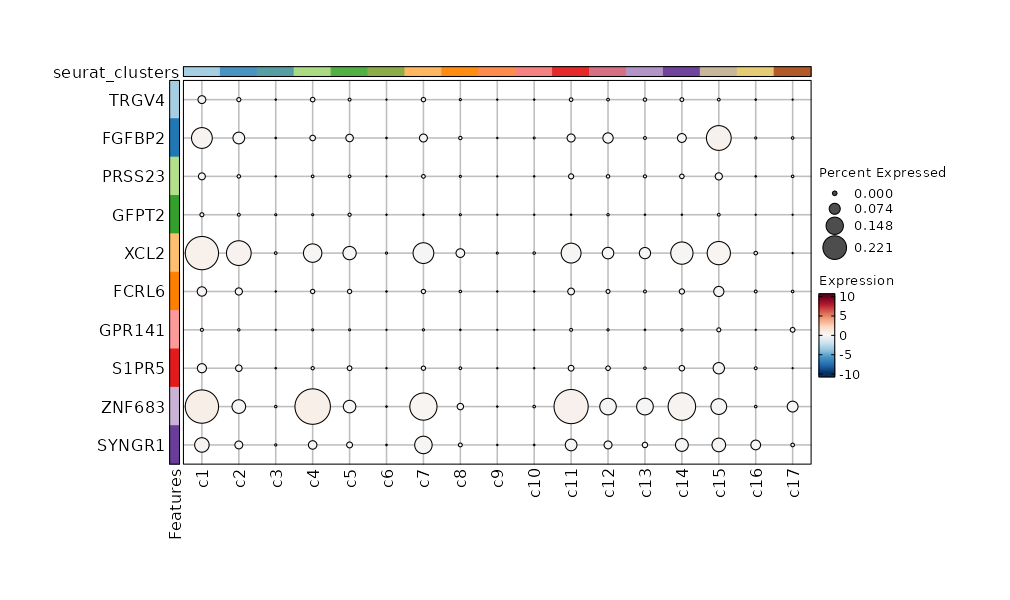 seurat_clusters
TRGV4
FGFBP2
PRSS23
GFPT2
XCL2
FCRL6
GPR141
S1PR5
ZNF683
SYNGR1
Features
c1 c2 c3 c4 c5 c6 c7 c8 c9 c10 c11 c12 c13 c14 c15 c16 c17
Percent Expressed
0.000
0.074
0.148
0.221
Expression
10
5
0
-5
-10